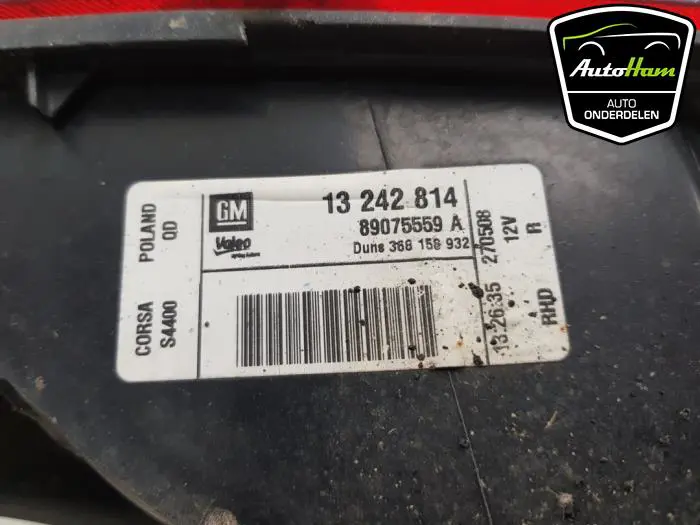 AutoHam
AUTO
ONDERDELEN
GM
Valeo
13 242 814
89075559 A
Duns 368 158 932
CORSA POLAND
S4400 QD
13:26:35 270508
12V
RHD R